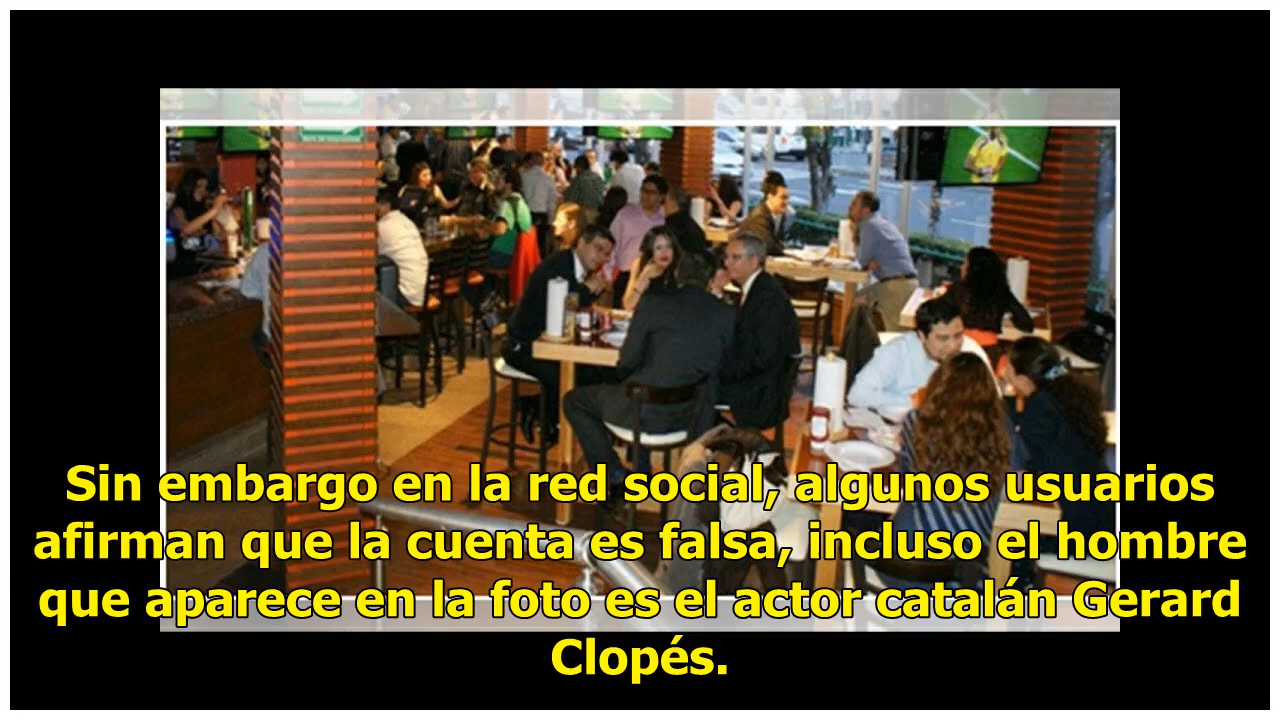 Sin embargo en la red social, algunos usuarios
afirman que la cuenta es falsa, incluso el hombre
que aparece en la foto es el actor catalán Gerard
Clopés.